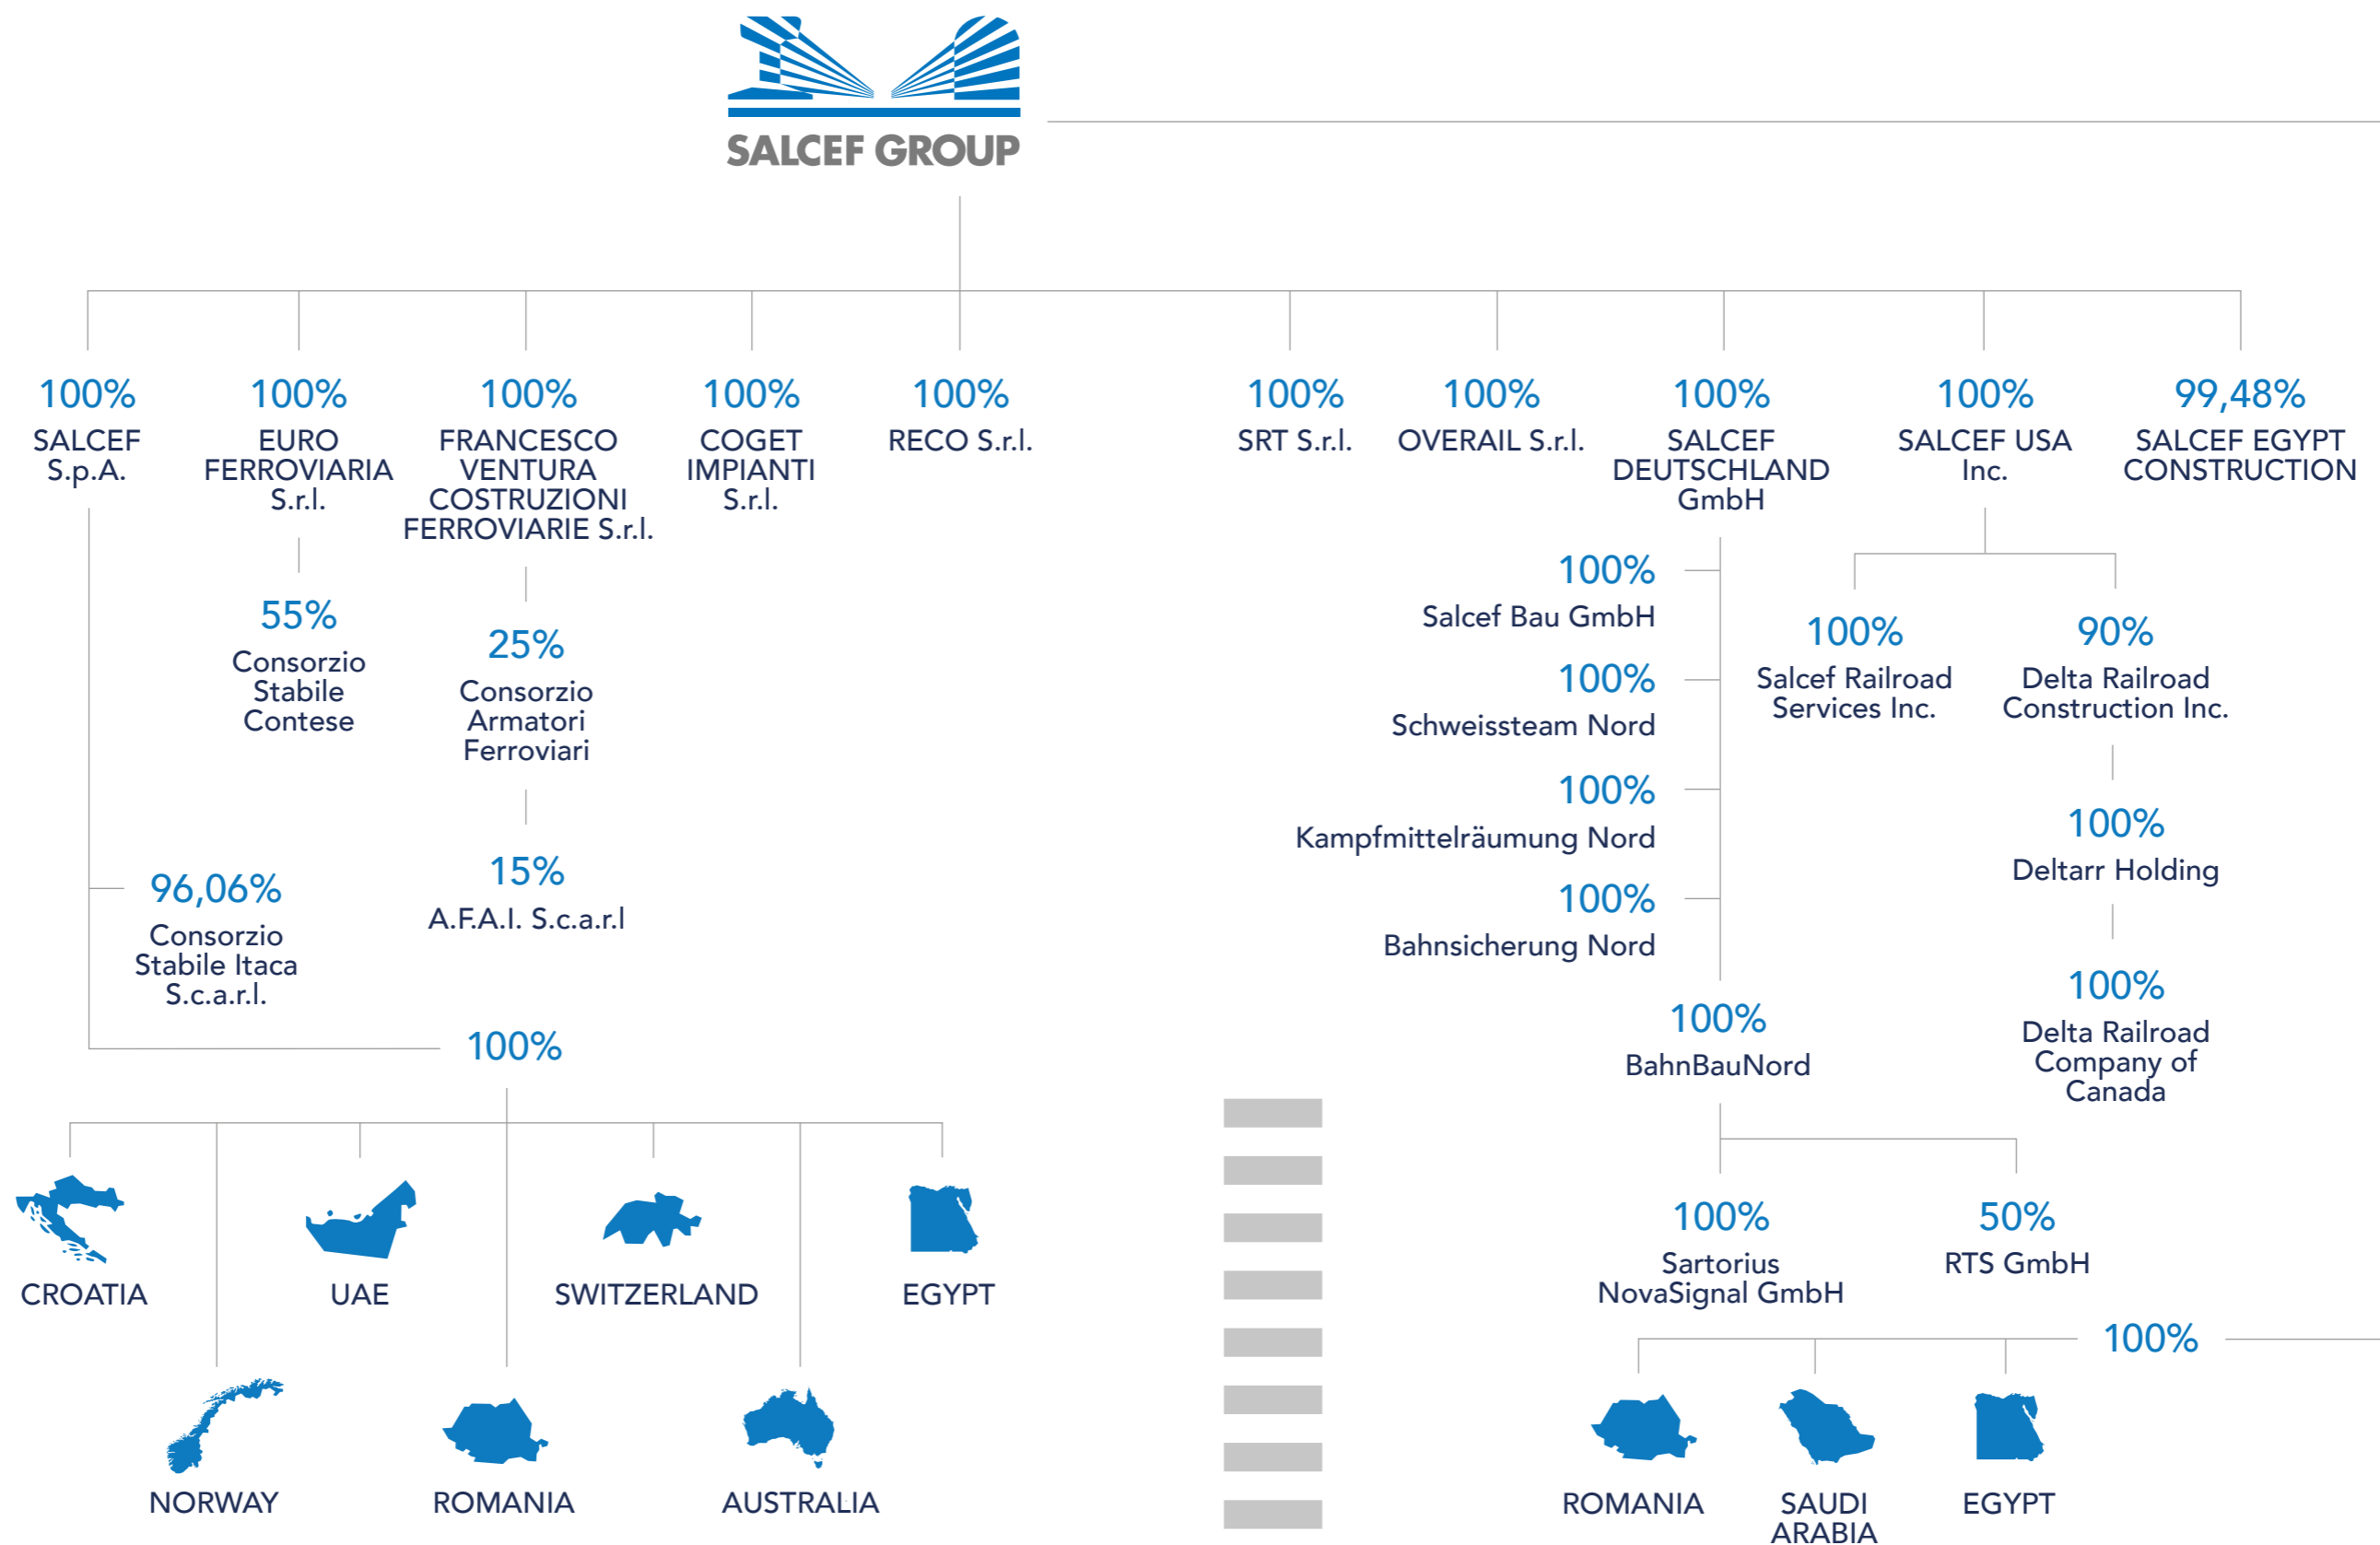 SALCEF GROUP
100%
SALCEF
S.p.A.
100%
EURO
FERROVIARIA
S.r.l.
100%
FRANCESCO
VENTURA
COSTRUZIONI
FERROVIARIE S.r.l.
100%
COGET
IMPIANTI
S.r.l.
100%
RECO S.r.l.
100%
SRT S.r.l.
100%
OVERAIL S.r.l.
100%
SALCEF
DEUTSCHLAND
GmbH
100%
SALCEF USA
Inc.
99,48%
SALCEF EGYPT
CONSTRUCTION
55%
Consorzio
Stabile
Contese
25%
Consorzio
Armatori
Ferroviari
15%
A.F.A.I. S.c.a.r.l
96,06%
Consorzio
Stabile Itaca
S.c.a.r.l.
100%
CROATIA
UAE
SWITZERLAND
EGYPT
NORWAY
ROMANIA
AUSTRALIA
100%
Salcef Bau GmbH
100%
Schweissteam Nord
100%
Kampfmittelräumung Nord
100%
Bahnsicherung Nord
100%
BahnBauNord
100%
Sartorius
NovaSignal GmbH
50%
RTS GmbH
100%
Salcef Railroad
Services Inc.
90%
Delta Railroad
Construction Inc.
100%
Deltarr Holding
100%
Delta Railroad
Company of
Canada
100%
ROMANIA
SAUDI
ARABIA
EGYPT